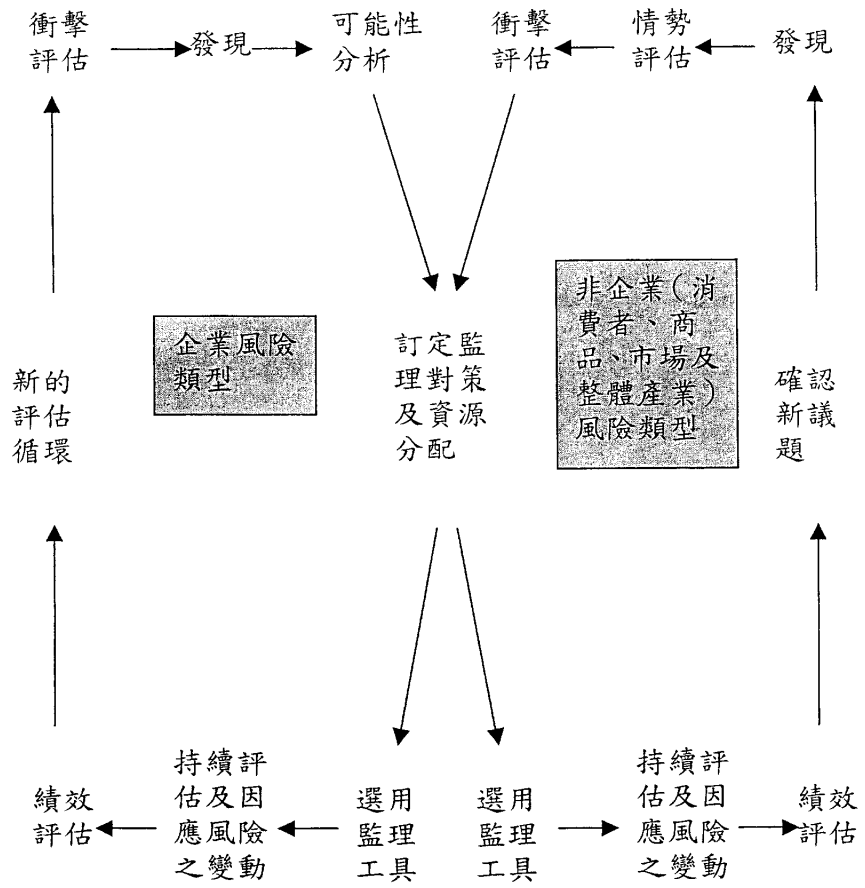 衝擊
評估
發現
可能性
分析
衝擊
評估
情勢
評估
發現
企業風險
類型
非企業(消
費者、商
品、市場及
整體產業)
風險類型
新的
評估
循環
訂定監
理對策
及資源
分配
確認
新議
題
績效
評估
持續評
估及因
應風險
之變動
選用
監理
工具
選用
監理
工具
持續評
估及因
應風險
之變動
績效
評估